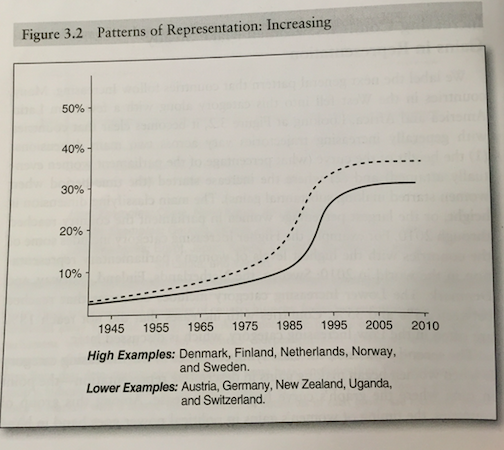 Figure 3.2 Patterns of Representation: Increasing
50%
40%
30%
20%
10%
1945 1955 1965 1975 1985 1995 2005 2010
High Examples: Denmark, Finland, Netherlands, Norway,
and Sweden.
Lower Examples: Austria, Germany, New Zealand, Uganda,
and Switzerland.